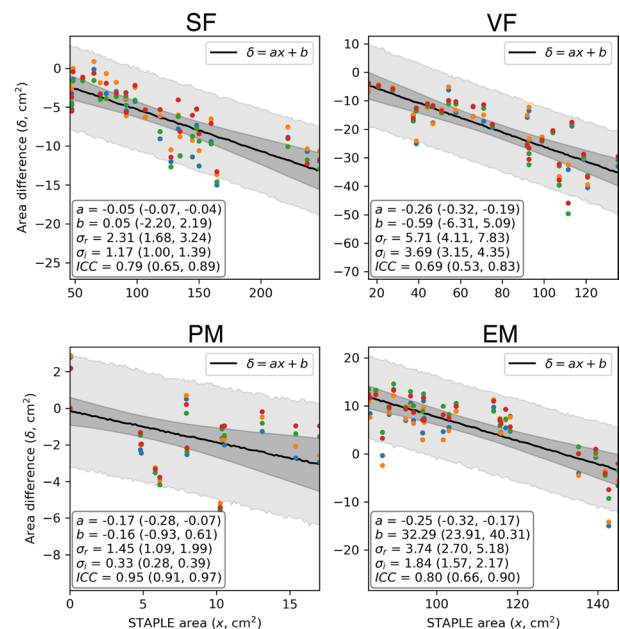 SF
VF
δ = ax + b
δ = ax + b
Area difference (δ, cm²)
0
−5
−10
−15
−20
−25
10
0
−10
−20
−30
−40
−50
−60
−70
a = -0.05 (-0.07, -0.04)
b = 0.05 (-2.20, 2.19)
σr = 2.31 (1.68, 3.24)
σi = 1.17 (1.00, 1.39)
ICC = 0.79 (0.65, 0.89)
a = -0.26 (-0.32, -0.19)
b = -0.59 (-6.31, 5.09)
σr = 5.71 (4.11, 7.83)
σi = 3.69 (3.15, 4.35)
ICC = 0.69 (0.53, 0.83)
50 100 150 200
20 40 60 80 100 120
PM
EM
δ = ax + b
δ = ax + b
Area difference (δ, cm²)
2
0
−2
−4
−6
−8
20
10
0
−10
−20
a = -0.17 (-0.28, -0.07)
b = -0.16 (-0.93, 0.61)
σr = 1.45 (1.09, 1.99)
σi = 0.33 (0.28, 0.39)
ICC = 0.95 (0.91, 0.97)
a = -0.25 (-0.32, -0.17)
b = 32.29 (23.91, 40.31)
σr = 3.74 (2.70, 5.18)
σi = 1.84 (1.57, 2.17)
ICC = 0.80 (0.66, 0.90)
0 5 10 15
100 120 140
STAPLE area (x, cm²)
STAPLE area (x, cm²)